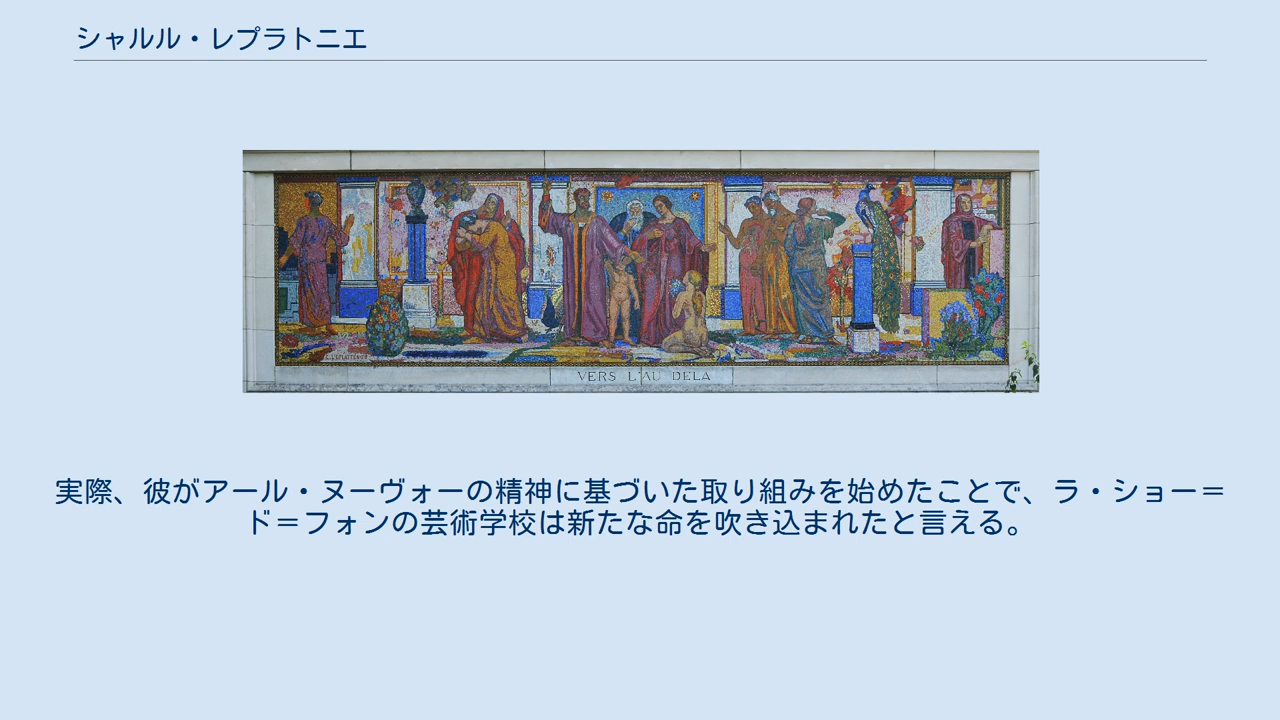 シャルル・レプラトニエ
C. L'EPLATTENIER
VERS L'AU DELA
実際、彼がアール・ヌーヴォーの精神に基づいた取り組みを始めたことで、ラ・ショー＝
ド＝フォンの芸術学校は新たな命を吹き込まれたと言える。